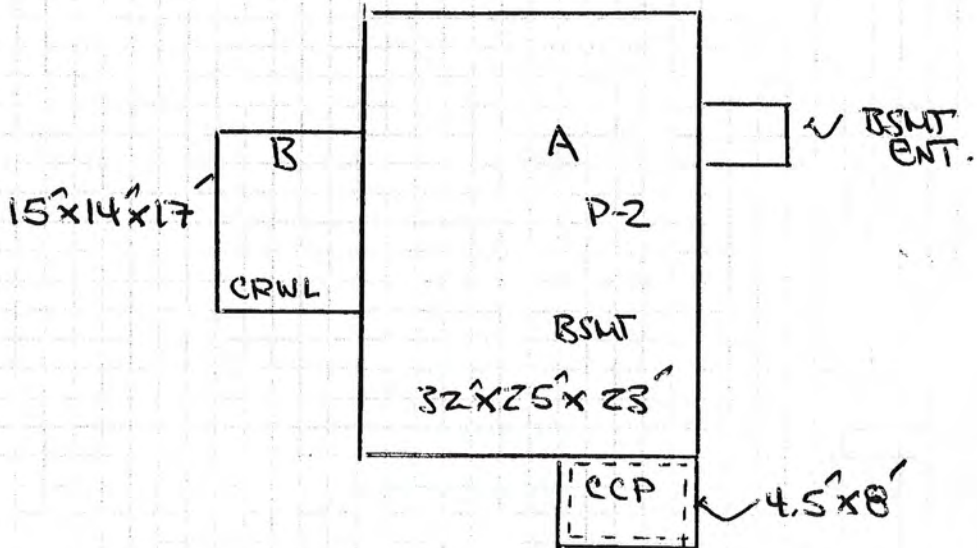 B
A
BSMT
ENT.
15'x14'x17'
P-2
CRWL
BSMT
32'x25'x23'
CCP
4.5'x8'